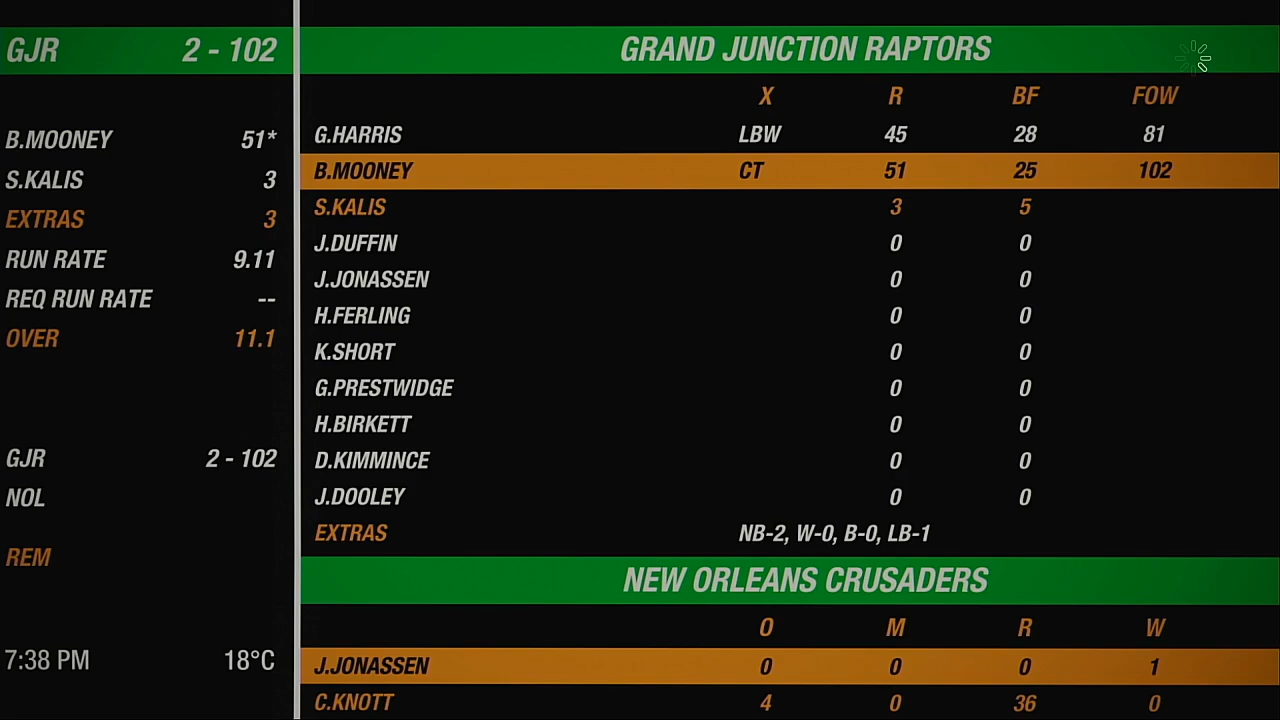 GJR 2 - 102
B.MOONEY 51*
S.KALIS 3
EXTRAS 3
RUN RATE 9.11
REQ RUN RATE --
OVER 11.1
GJR 2 - 102
NOL
REM
7:38 PM 18°C
GRAND JUNCTION RAPTORS
X R BF FOW
G.HARRIS LBW 45 28 81
B.MOONEY CT 51 25 102
S.KALIS 3 5
J.DUFFIN 0 0
J.JONASSEN 0 0
H.FERLING 0 0
K.SHORT 0 0
G.PRESTWIDGE 0 0
H.BIRKETT 0 0
D.KIMMINCE 0 0
J.DOOLEY 0 0
EXTRAS NB-2, W-0, B-0, LB-1
NEW ORLEANS CRUSADERS
O M R W
J.JONASSEN 0 0 0 1
C.KNOTT 4 0 36 0